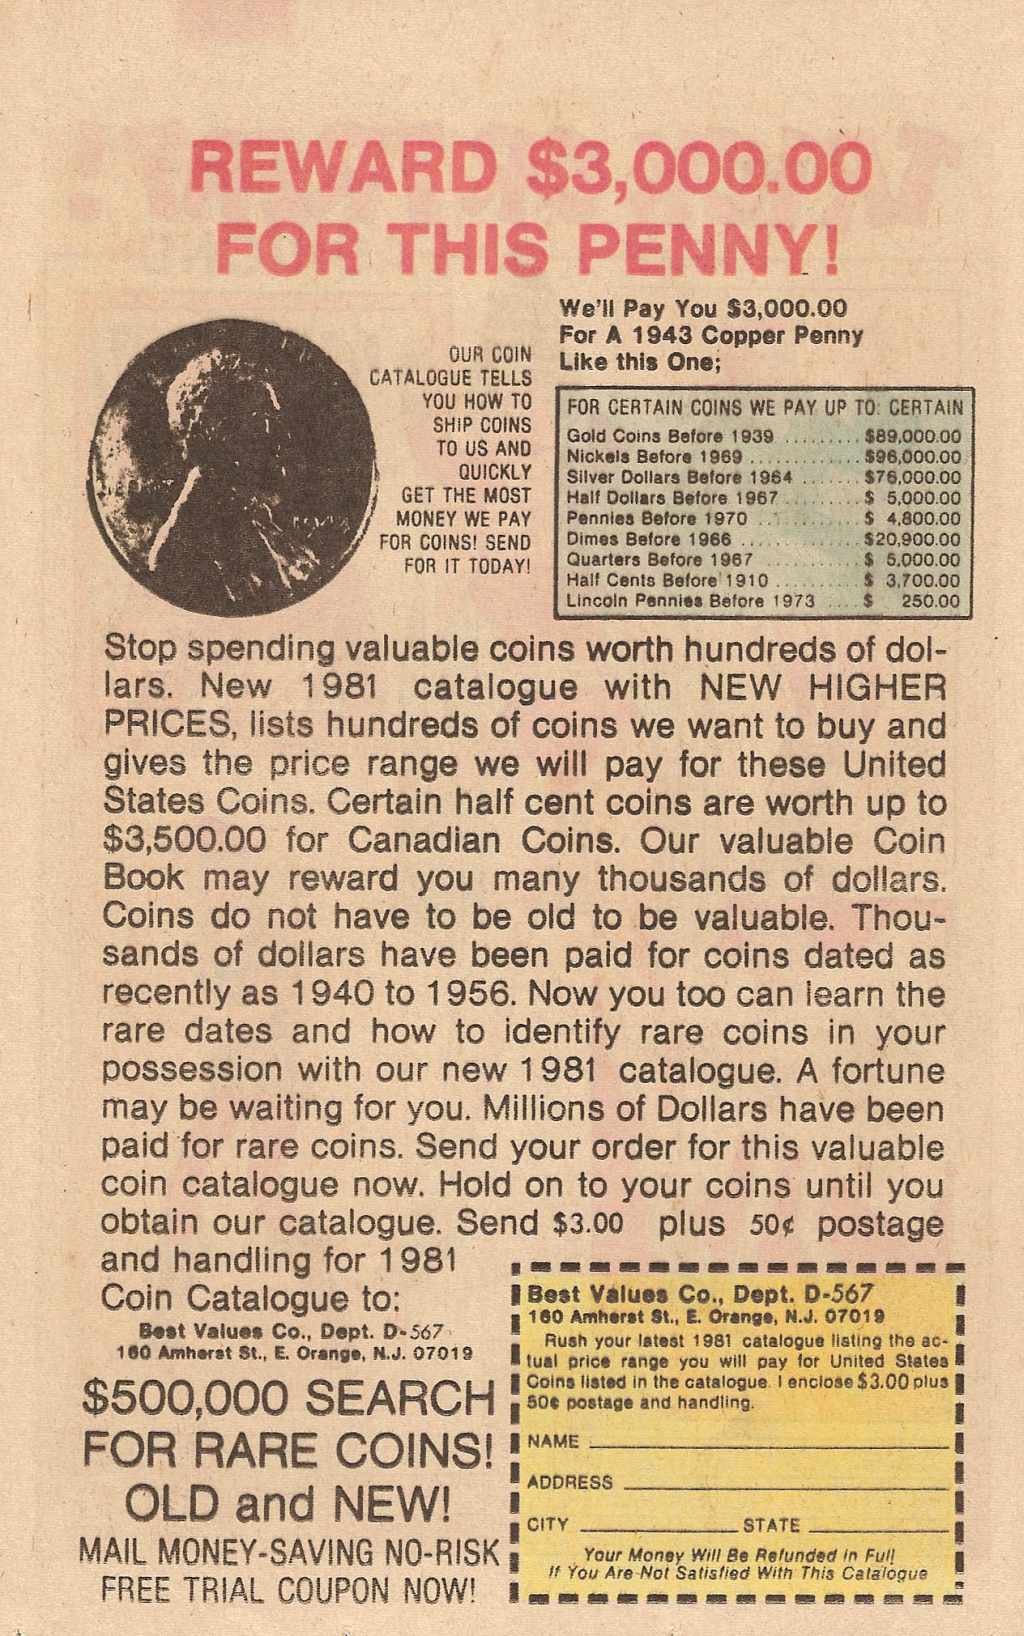 REWARD $3,000.00
FOR THIS PENNY!
OUR COIN
CATALOGUE TELLS
YOU HOW TO
SHIP COINS
TO US AND
QUICKLY
GET THE MOST
MONEY WE PAY
FOR COINS! SEND
FOR IT TODAY!
We'll Pay You $3,000.00
For A 1943 Copper Penny
Like this One;
FOR CERTAIN COINS WE PAY UP TO: CERTAIN
Gold Coins Before 1939 ......... $89,000.00
Nickels Before 1969 ............. $96,000.00
Silver Dollars Before 1964 ....... $76,000.00
Half Dollars Before 1967 ........ $ 5,000.00
Pennies Before 1970 ........... $ 4,800.00
Dimes Before 1966 ............. $20,900.00
Quarters Before 1967 .......... $ 5,000.00
Half Cents Before 1910 ......... $ 3,700.00
Lincoln Pennies Before 1973 .... $ 250.00
Stop spending valuable coins worth hundreds of dol-
lars. New 1981 catalogue with NEW HIGHER
PRICES, lists hundreds of coins we want to buy and
gives the price range we will pay for these United
States Coins. Certain half cent coins are worth up to
$3,500.00 for Canadian Coins. Our valuable Coin
Book may reward you many thousands of dollars.
Coins do not have to be old to be valuable. Thou-
sands of dollars have been paid for coins dated as
recently as 1940 to 1956. Now you too can learn the
rare dates and how to identify rare coins in your
possession with our new 1981 catalogue. A fortune
may be waiting for you. Millions of Dollars have been
paid for rare coins. Send your order for this valuable
coin catalogue now. Hold on to your coins until you
obtain our catalogue. Send $3.00 plus 50¢ postage
and handling for 1981
Coin Catalogue to:
Best Values Co., Dept. D-567
160 Amherst St., E. Orange, N.J. 07019
$500,000 SEARCH
FOR RARE COINS!
OLD and NEW!
MAIL MONEY-SAVING NO-RISK
FREE TRIAL COUPON NOW!
Best Values Co., Dept. D-567
160 Amherst St., E. Orange, N.J. 07019
Rush your latest 1981 catalogue listing the ac-
tual price range you will pay for United States
Coins listed in the catalogue. I enclose $3.00 plus
50¢ postage and handling.
NAME
ADDRESS
CITY STATE
Your Money Will Be Refunded in Full
If You Are Not Satisfied With This Catalogue